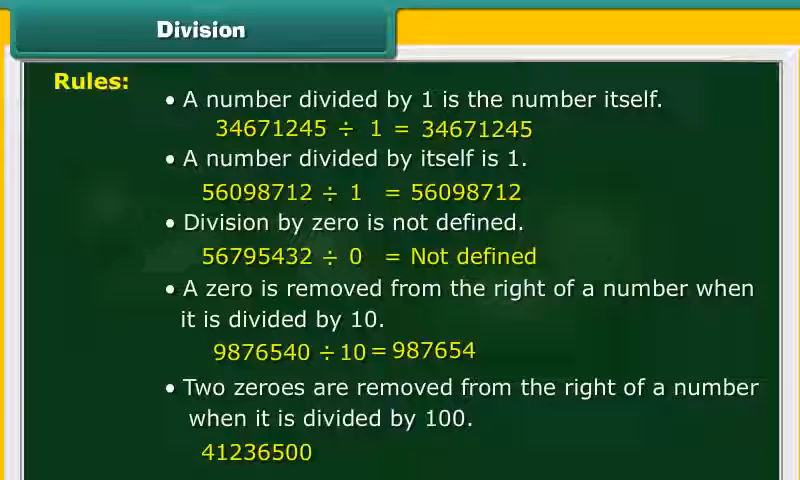 Division
Rules:
• A number divided by 1 is the number itself.
34671245 ÷ 1 = 34671245
• A number divided by itself is 1.
56098712 ÷ 1 = 56098712
• Division by zero is not defined.
56795432 ÷ 0 = Not defined
• A zero is removed from the right of a number when
it is divided by 10.
9876540 ÷ 10 = 987654
• Two zeroes are removed from the right of a number
when it is divided by 100.
41236500